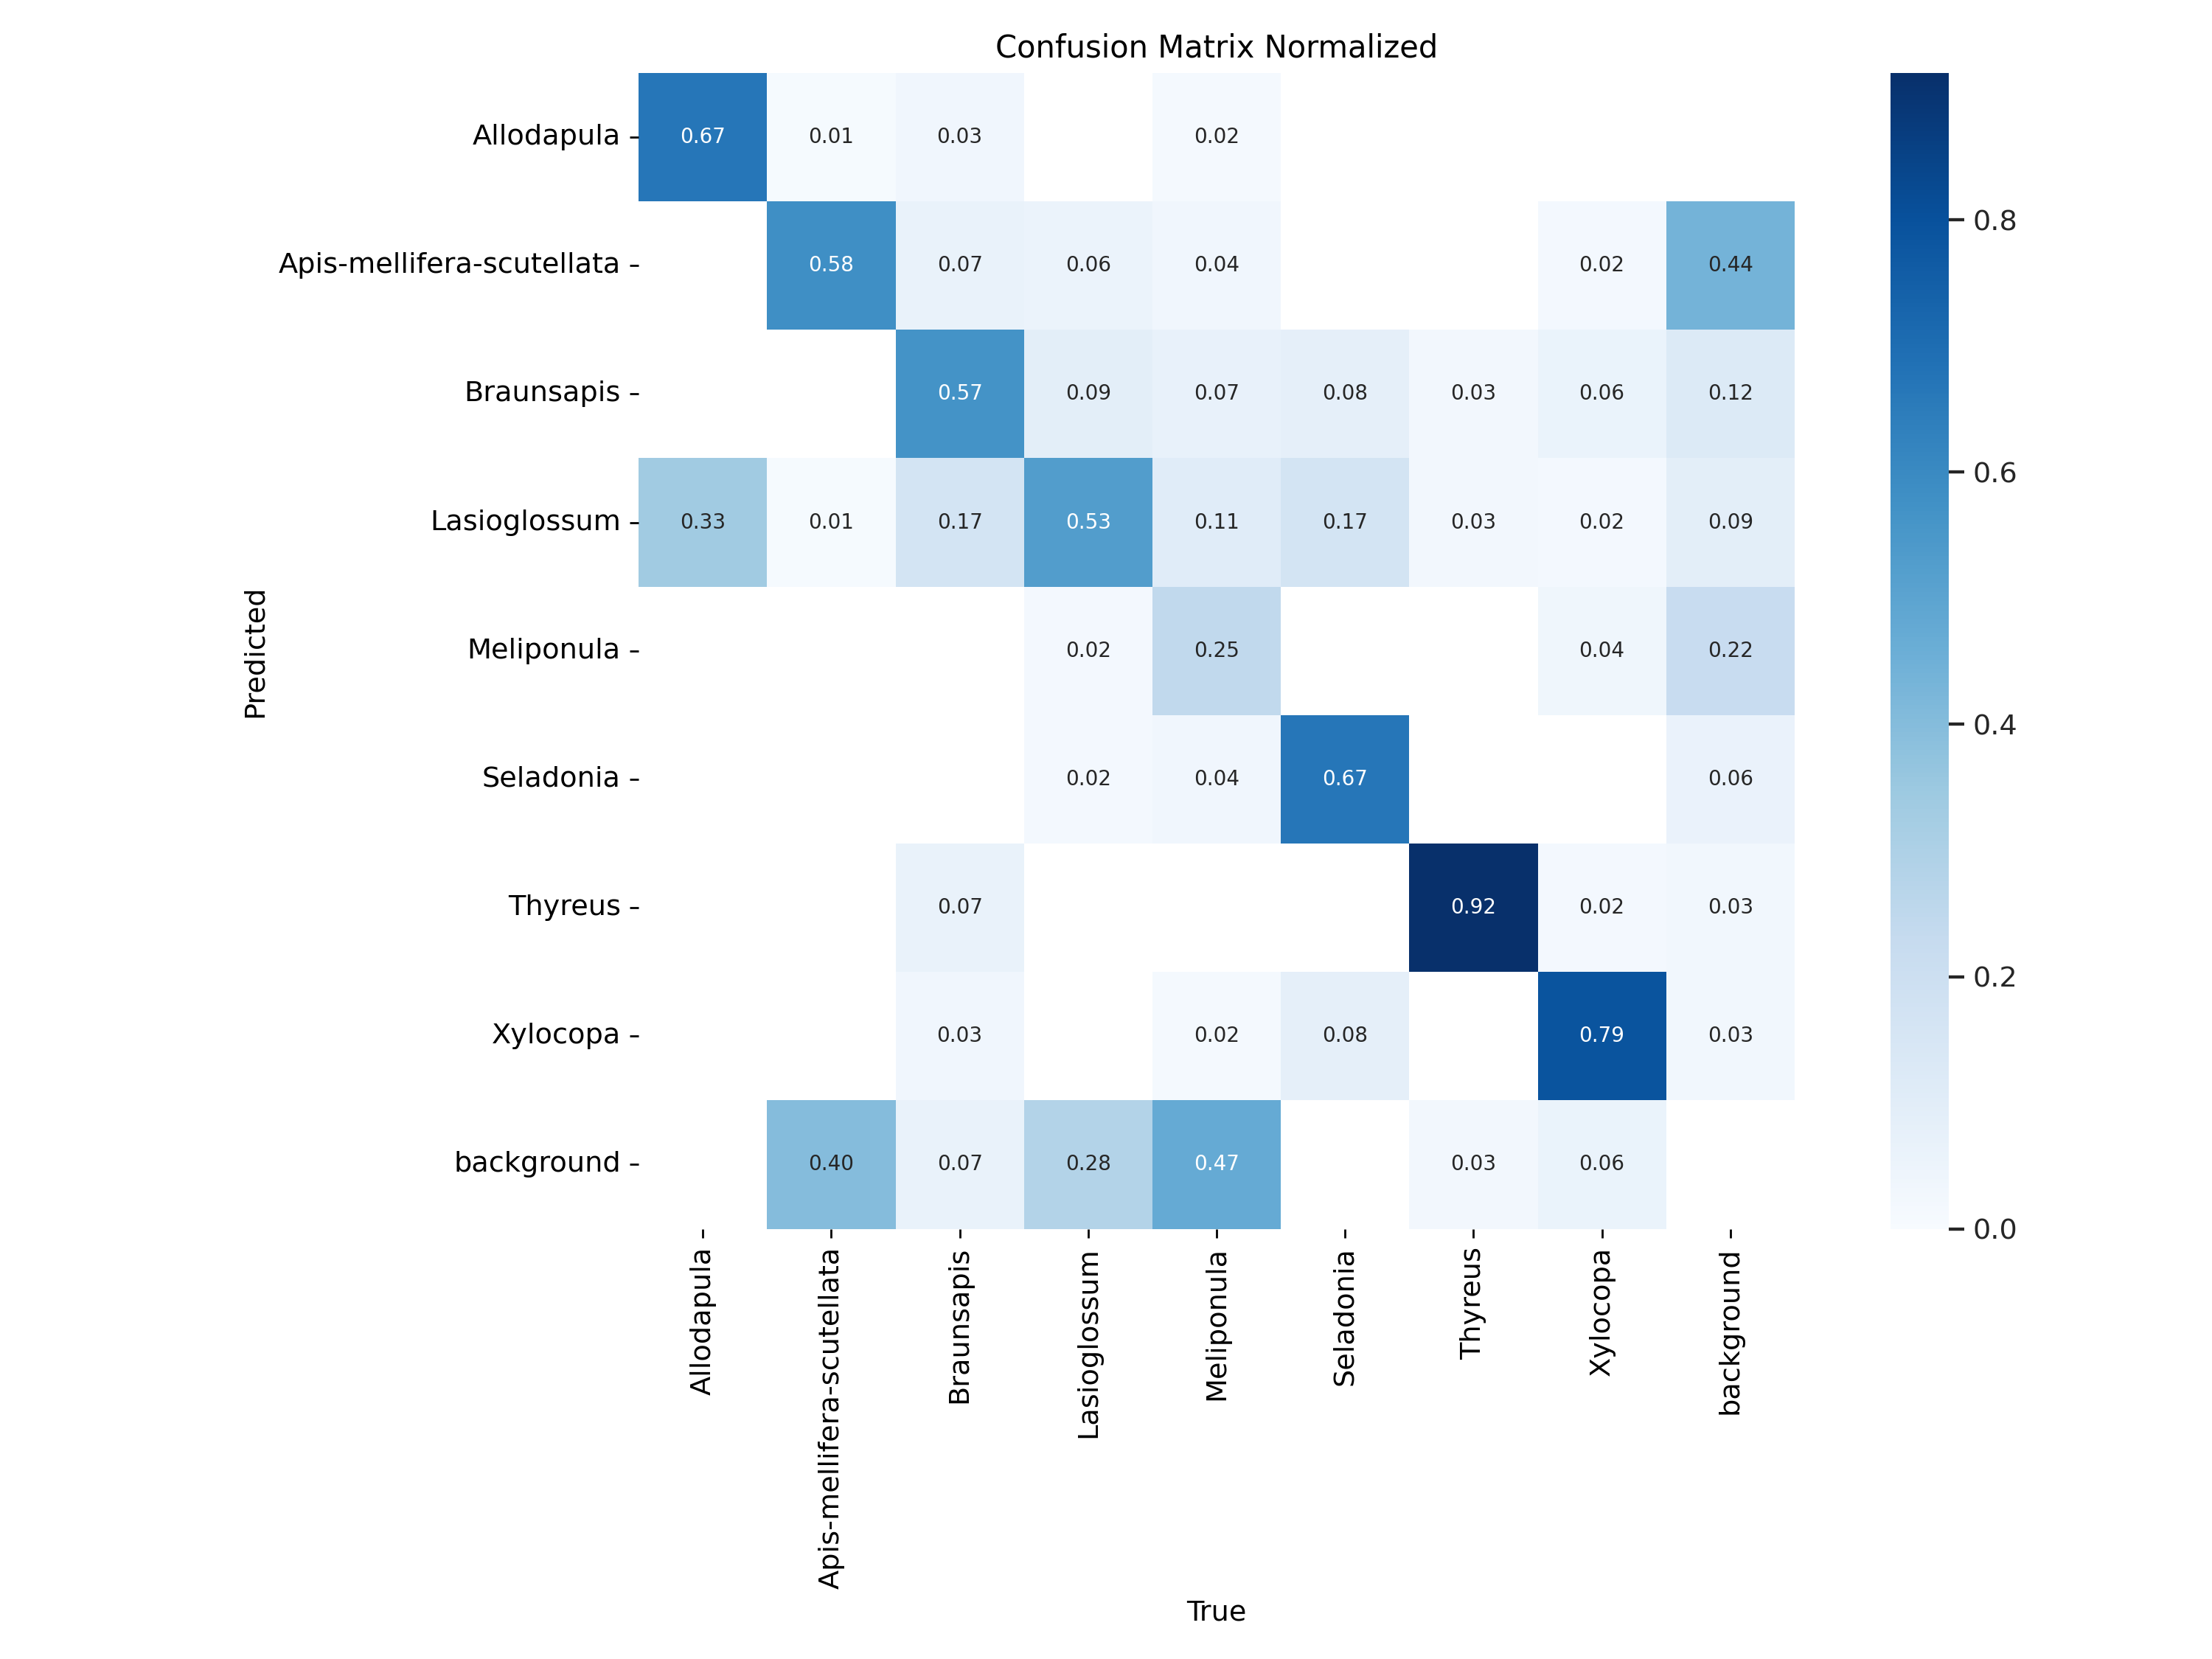 Confusion Matrix Normalized
Allodapula
0.67 0.01 0.03 0.02
Apis-mellifera-scutellata
0.58 0.07 0.06 0.04 0.02 0.44
Braunsapis
0.57 0.09 0.07 0.08 0.03 0.06 0.12
Lasioglossum
0.33 0.01 0.17 0.53 0.11 0.17 0.03 0.02 0.09
Meliponula
0.02 0.25 0.04 0.22
Seladonia
0.02 0.04 0.67 0.06
Thyreus
0.07 0.92 0.02 0.03
Xylocopa
0.03 0.02 0.08 0.79 0.03
background
0.40 0.07 0.28 0.47 0.03 0.06
Predicted
Allodapula
Apis-mellifera-scutellata
Braunsapis
Lasioglossum
Meliponula
Seladonia
Thyreus
Xylocopa
background
True
0.8
0.6
0.4
0.2
0.0